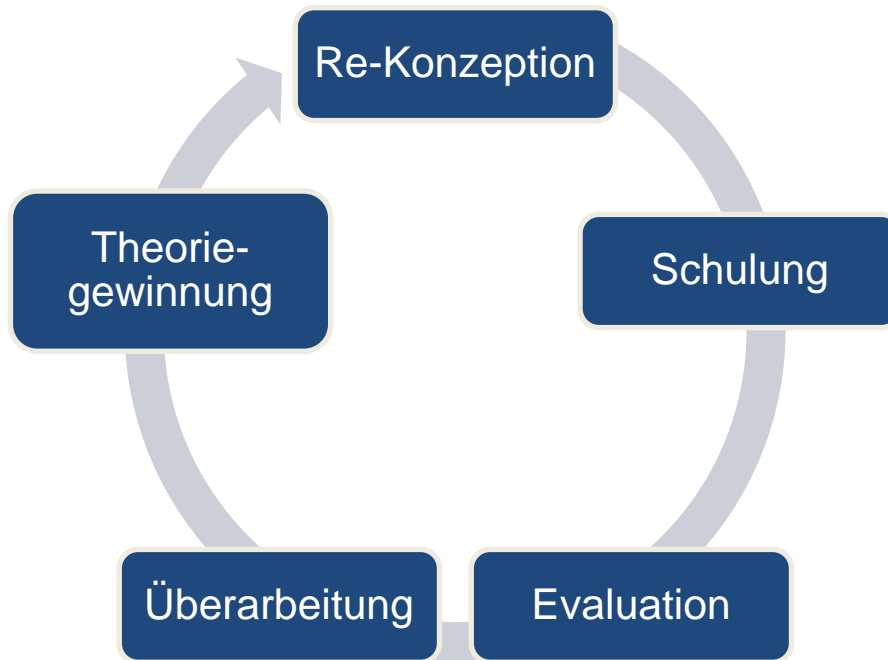 Re-Konzeption
Schulung
Evaluation
Überarbeitung
Theorie-
gewinnung